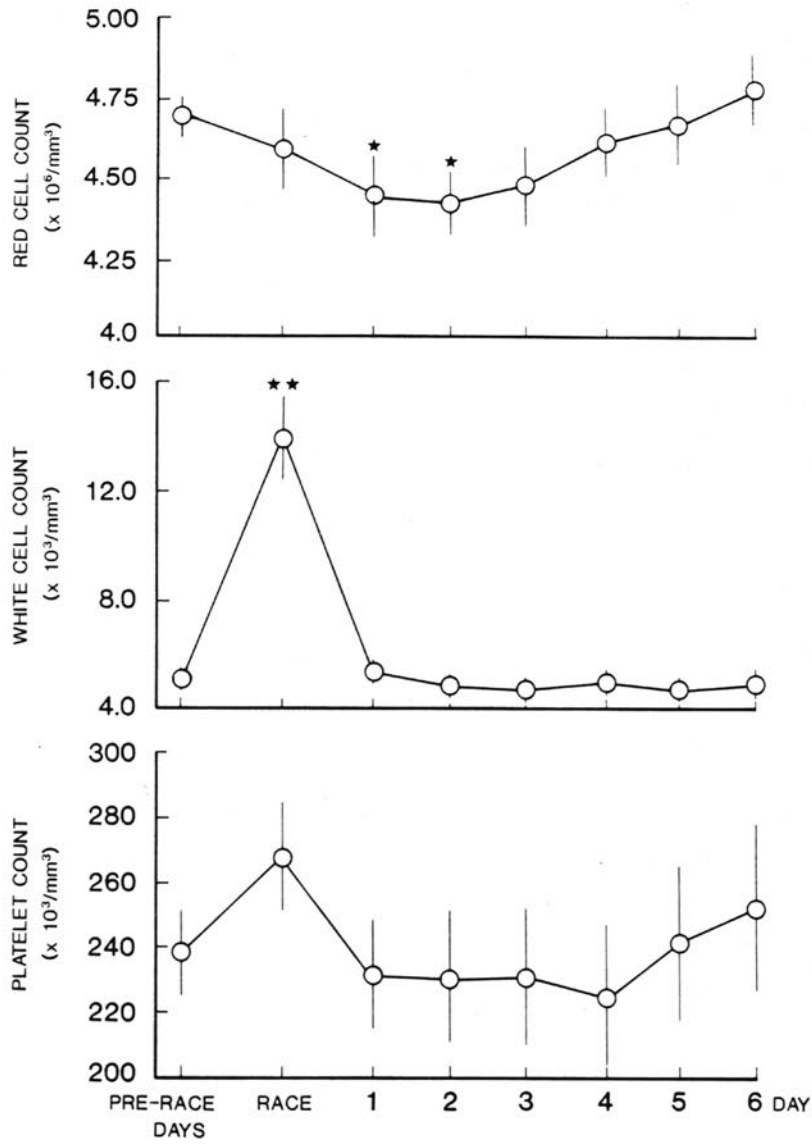 RED CELL COUNT
(x 10⁶/mm³)
5.00
4.75
4.50
4.25
4.0
★
★
WHITE CELL COUNT
(x 10³/mm³)
16.0
12.0
8.0
4.0
★★
PLATELET COUNT
(x 10³/mm³)
300
280
260
240
220
200
PRE-RACE RACE 1 2 3 4 5 6 DAY
DAYS